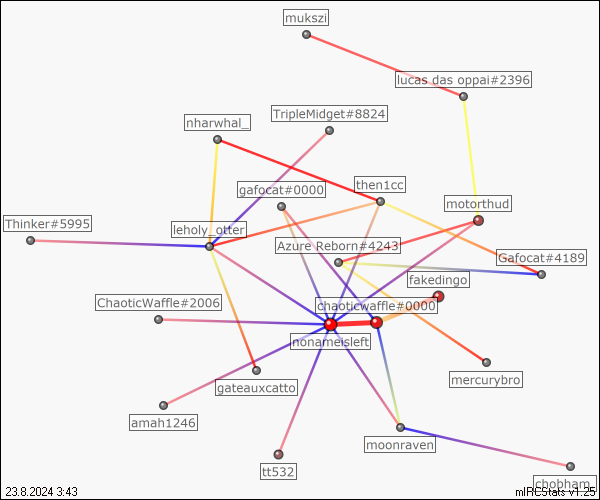 mukszi
lucas das oppai#2396
TripleMidget#8824
nharwhal_
then1cc
gafocat#0000
motorthud
Thinker#5995
leholy_otter
Azure Reborn#4243
Gafocat#4189
fakedingo
ChaoticWaffle#2006
chaoticwaffle#0000
nonameisleft
mercurybro
gateauxcatto
amah1246
moonraven
tt532
cbobham_
23.8.2024 3:43
mIRCStats v1.25